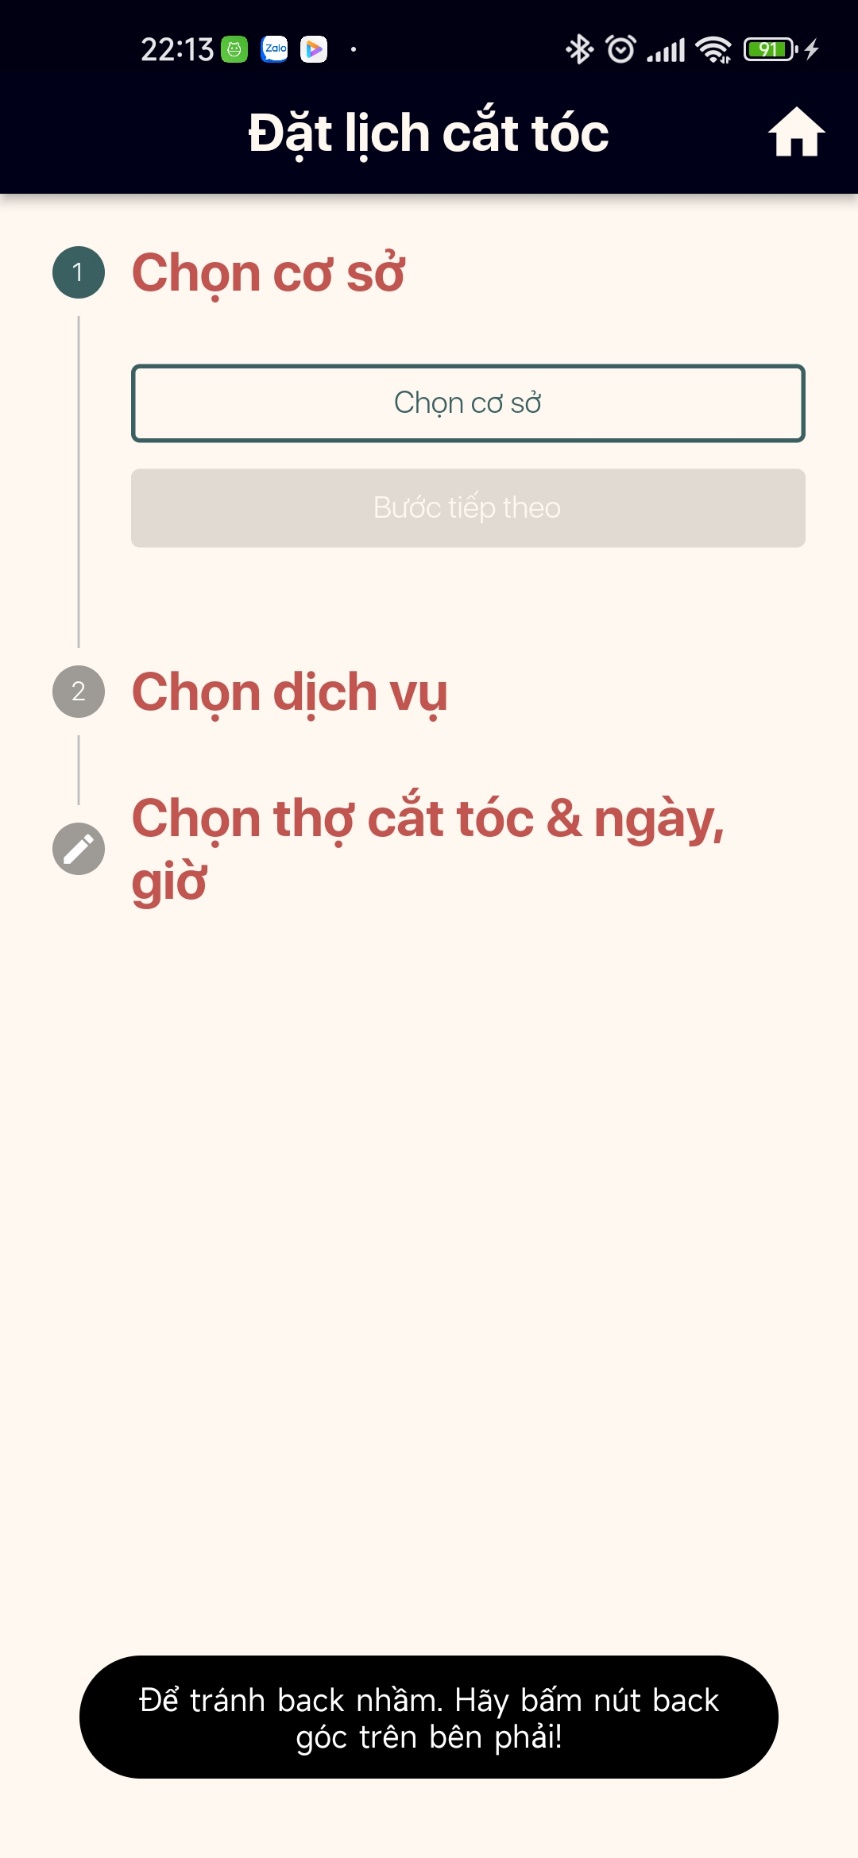 22:13 Zalo 91
Đặt lịch cắt tóc
1 Chọn cơ sở
Chọn cơ sở
Bước tiếp theo
2 Chọn dịch vụ
Chọn thợ cắt tóc & ngày,
giờ
Để tránh back nhầm. Hãy bấm nút back
góc trên bên phải!